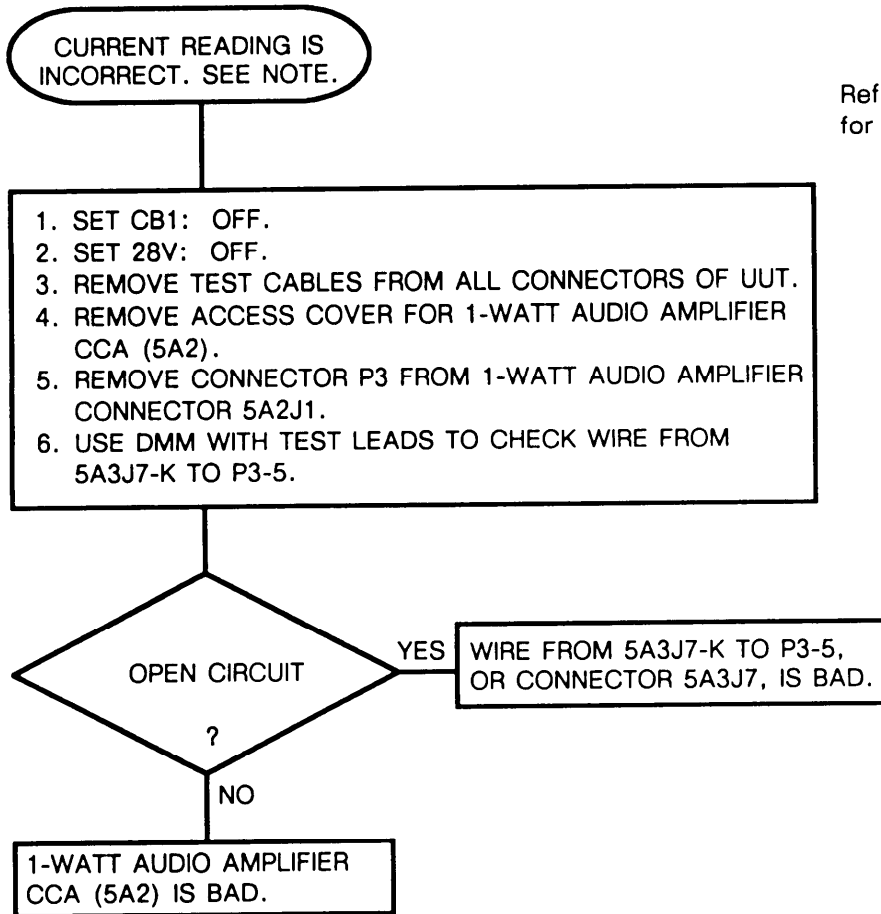 CURRENT READING IS
INCORRECT. SEE NOTE.
Ref
for
1. SET CB1: OFF.
2. SET 28V: OFF.
3. REMOVE TEST CABLES FROM ALL CONNECTORS OF UUT.
4. REMOVE ACCESS COVER FOR 1-WATT AUDIO AMPLIFIER
CCA (5A2).
5. REMOVE CONNECTOR P3 FROM 1-WATT AUDIO AMPLIFIER
CONNECTOR 5A2J1.
6. USE DMM WITH TEST LEADS TO CHECK WIRE FROM
5A3J7-K TO P3-5.
OPEN CIRCUIT
?
YES
WIRE FROM 5A3J7-K TO P3-5,
OR CONNECTOR 5A3J7, IS BAD.
NO
1-WATT AUDIO AMPLIFIER
CCA (5A2) IS BAD.